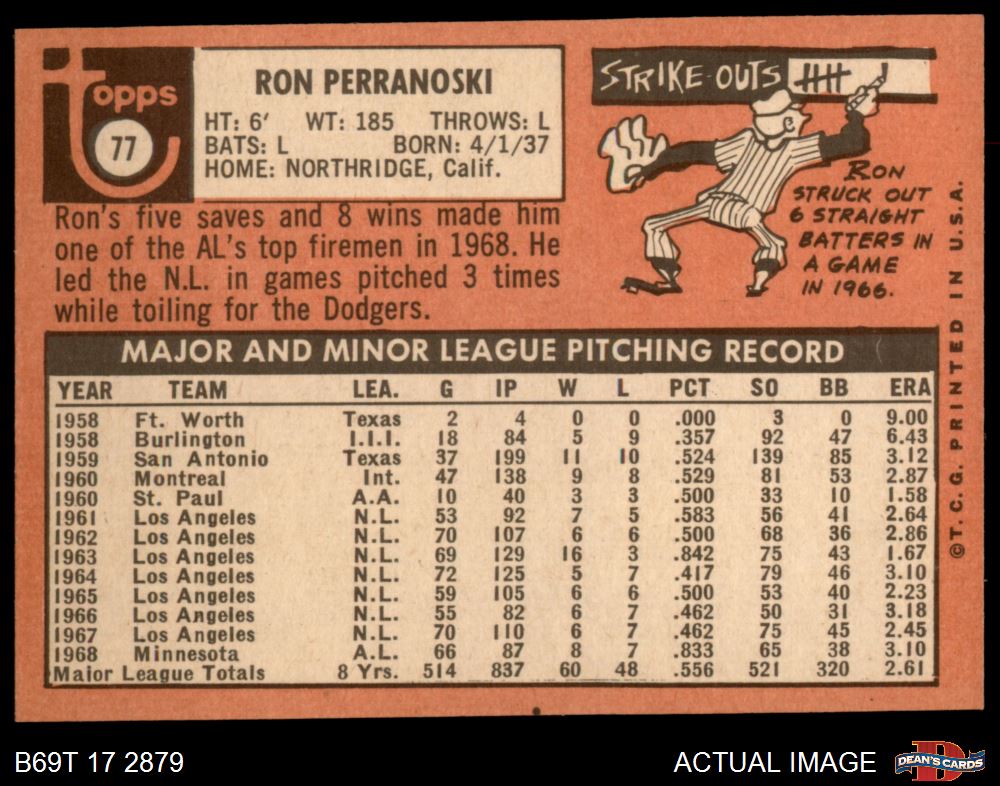 Topps
77
RON PERRANOSKI
HT: 6' WT: 185 THROWS: L
BATS: L BORN: 4/1/37
HOME: NORTHRIDGE, Calif.
Ron's five saves and 8 wins made him
one of the AL's top firemen in 1968. He
led the N.L. in games pitched 3 times
while toiling for the Dodgers.
STRIKE-OUTS
RON
STRUCK OUT
6 STRAIGHT
BATTERS IN
A GAME
IN 1966.
MAJOR AND MINOR LEAGUE PITCHING RECORD
YEAR TEAM LEA. G IP W L PCT SO BB ERA
1958 Ft. Worth Texas 2 4 0 0 .000 3 0 9.00
1958 Burlington I.I.I. 18 84 5 9 .357 92 47 6.43
1959 San Antonio Texas 37 199 11 10 .524 139 85 3.12
1960 Montreal Int. 47 138 9 8 .529 81 53 2.87
1960 St. Paul A.A. 10 40 3 3 .500 33 10 1.58
1961 Los Angeles N.L. 53 92 7 5 .583 56 41 2.64
1962 Los Angeles N.L. 70 107 6 6 .500 68 36 2.86
1963 Los Angeles N.L. 69 129 16 3 .842 75 43 1.67
1964 Los Angeles N.L. 72 125 5 7 .417 79 46 3.10
1965 Los Angeles N.L. 59 105 6 6 .500 53 40 2.23
1966 Los Angeles N.L. 55 82 6 7 .462 50 31 3.18
1967 Los Angeles N.L. 70 110 6 7 .462 75 45 2.45
1968 Minnesota A.L. 66 87 8 7 .833 65 38 3.10
Major League Totals 8 Yrs. 514 837 60 48 .556 521 320 2.61
©T.C.G. PRINTED IN U.S.A.
B69T 17 2879
ACTUAL IMAGE
DEAN'S CARDS